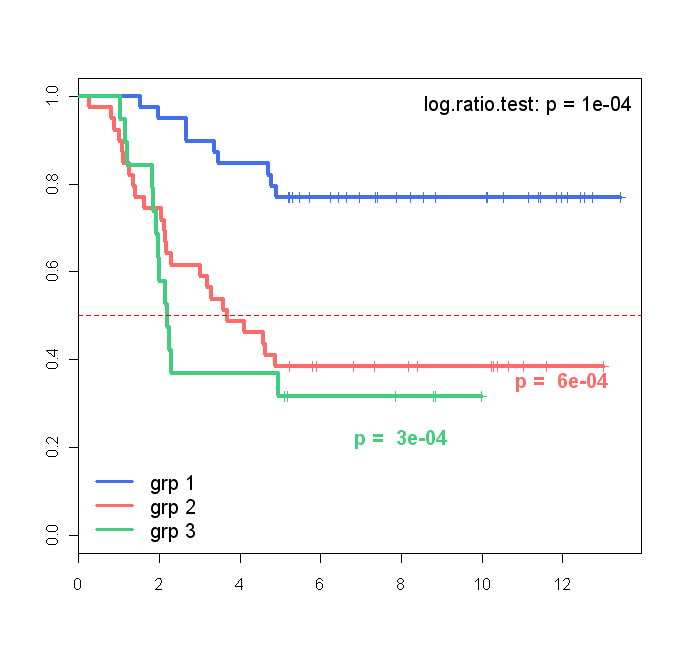 log.ratio.test: p = 1e-04
1.0
0.8
0.6
0.4
0.2
0.0
p = 6e-04
p = 3e-04
grp 1
grp 2
grp 3
0 2 4 6 8 10 12